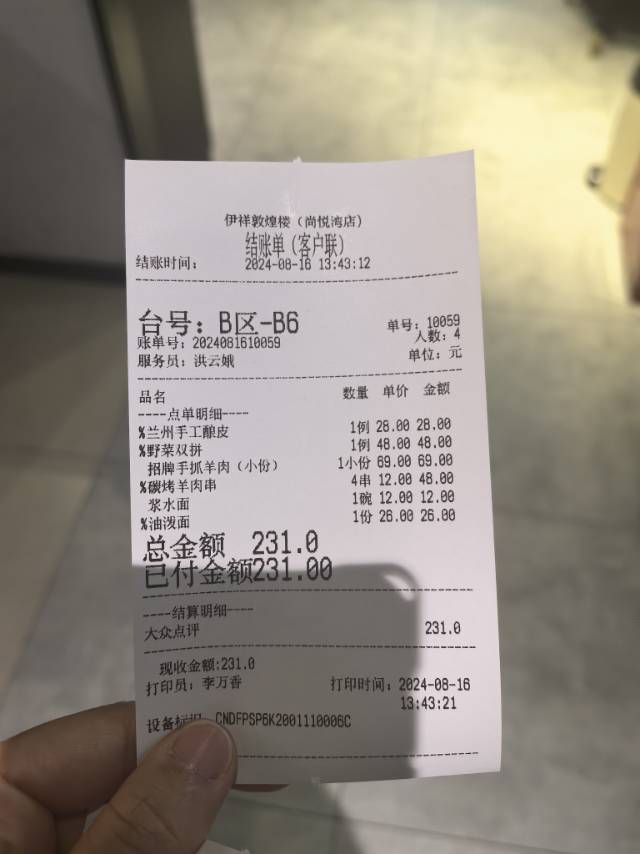 伊祥敦煌楼（尚悦湾店）
结账单（客户联）
结账时间： 2024-08-16 13:43:12
台号：B区-B6 单号：10059
账单号：2024081610059 人数：4
服务员：洪云娥 单位：元
品名 数量 单价 金额
----点单明细----
%兰州手工酿皮 1例 28.00 28.00
%野菜双拼 1例 48.00 48.00
招牌手抓羊肉（小份） 1小份 69.00 69.00
%碳烤羊肉串 4串 12.00 48.00
浆水面 1碗 12.00 12.00
%油泼面 1份 26.00 26.00
总金额 231.0
已付金额231.00
----结算明细----
大众点评 231.0
现收金额:231.0
打印员：李万香 打印时间：2024-08-16
13:43:21
设备标识：CNDFPSP6K2001110006C